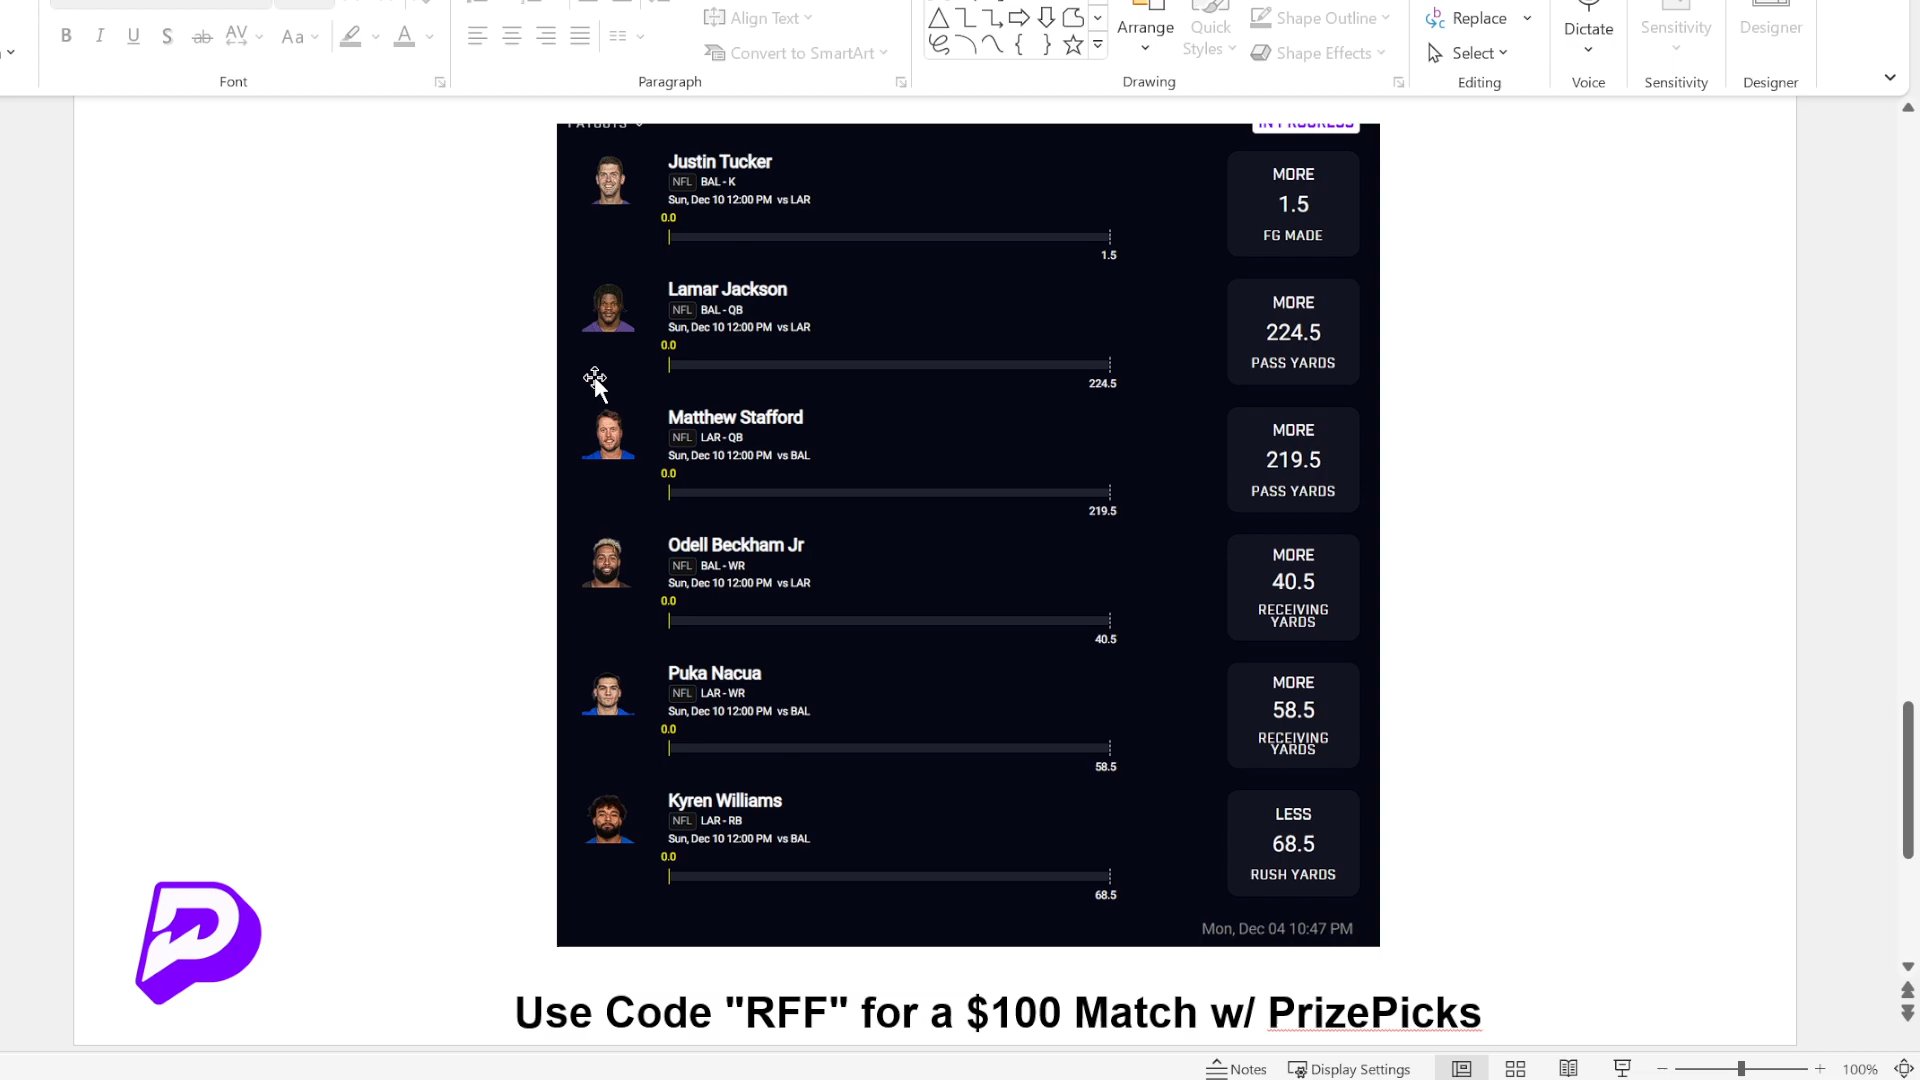 Align Text
Replace
Arrange
Quick
Styles
Shape Outline
Dictate
Sensitivity
Designer
B I U S ab AV Aa A
Convert to SmartArt
Shape Effects
Select
Font
Paragraph
Drawing
Editing
Voice
Sensitivity
Designer
PAYOUTS
IN PROGRESS
Justin Tucker
NFL BAL - K
Sun, Dec 10 12:00 PM vs LAR
0.0
1.5
MORE
1.5
FG MADE
Lamar Jackson
NFL BAL - QB
Sun, Dec 10 12:00 PM vs LAR
0.0
224.5
MORE
224.5
PASS YARDS
Matthew Stafford
NFL LAR - QB
Sun, Dec 10 12:00 PM vs BAL
0.0
219.5
MORE
219.5
PASS YARDS
Odell Beckham Jr
NFL BAL - WR
Sun, Dec 10 12:00 PM vs LAR
0.0
40.5
MORE
40.5
RECEIVING
YARDS
Puka Nacua
NFL LAR - WR
Sun, Dec 10 12:00 PM vs BAL
0.0
58.5
MORE
58.5
RECEIVING
YARDS
Kyren Williams
NFL LAR - RB
Sun, Dec 10 12:00 PM vs BAL
0.0
68.5
LESS
68.5
RUSH YARDS
Mon, Dec 04 10:47 PM
Use Code "RFF" for a $100 Match w/ PrizePicks
Notes
Display Settings
100%